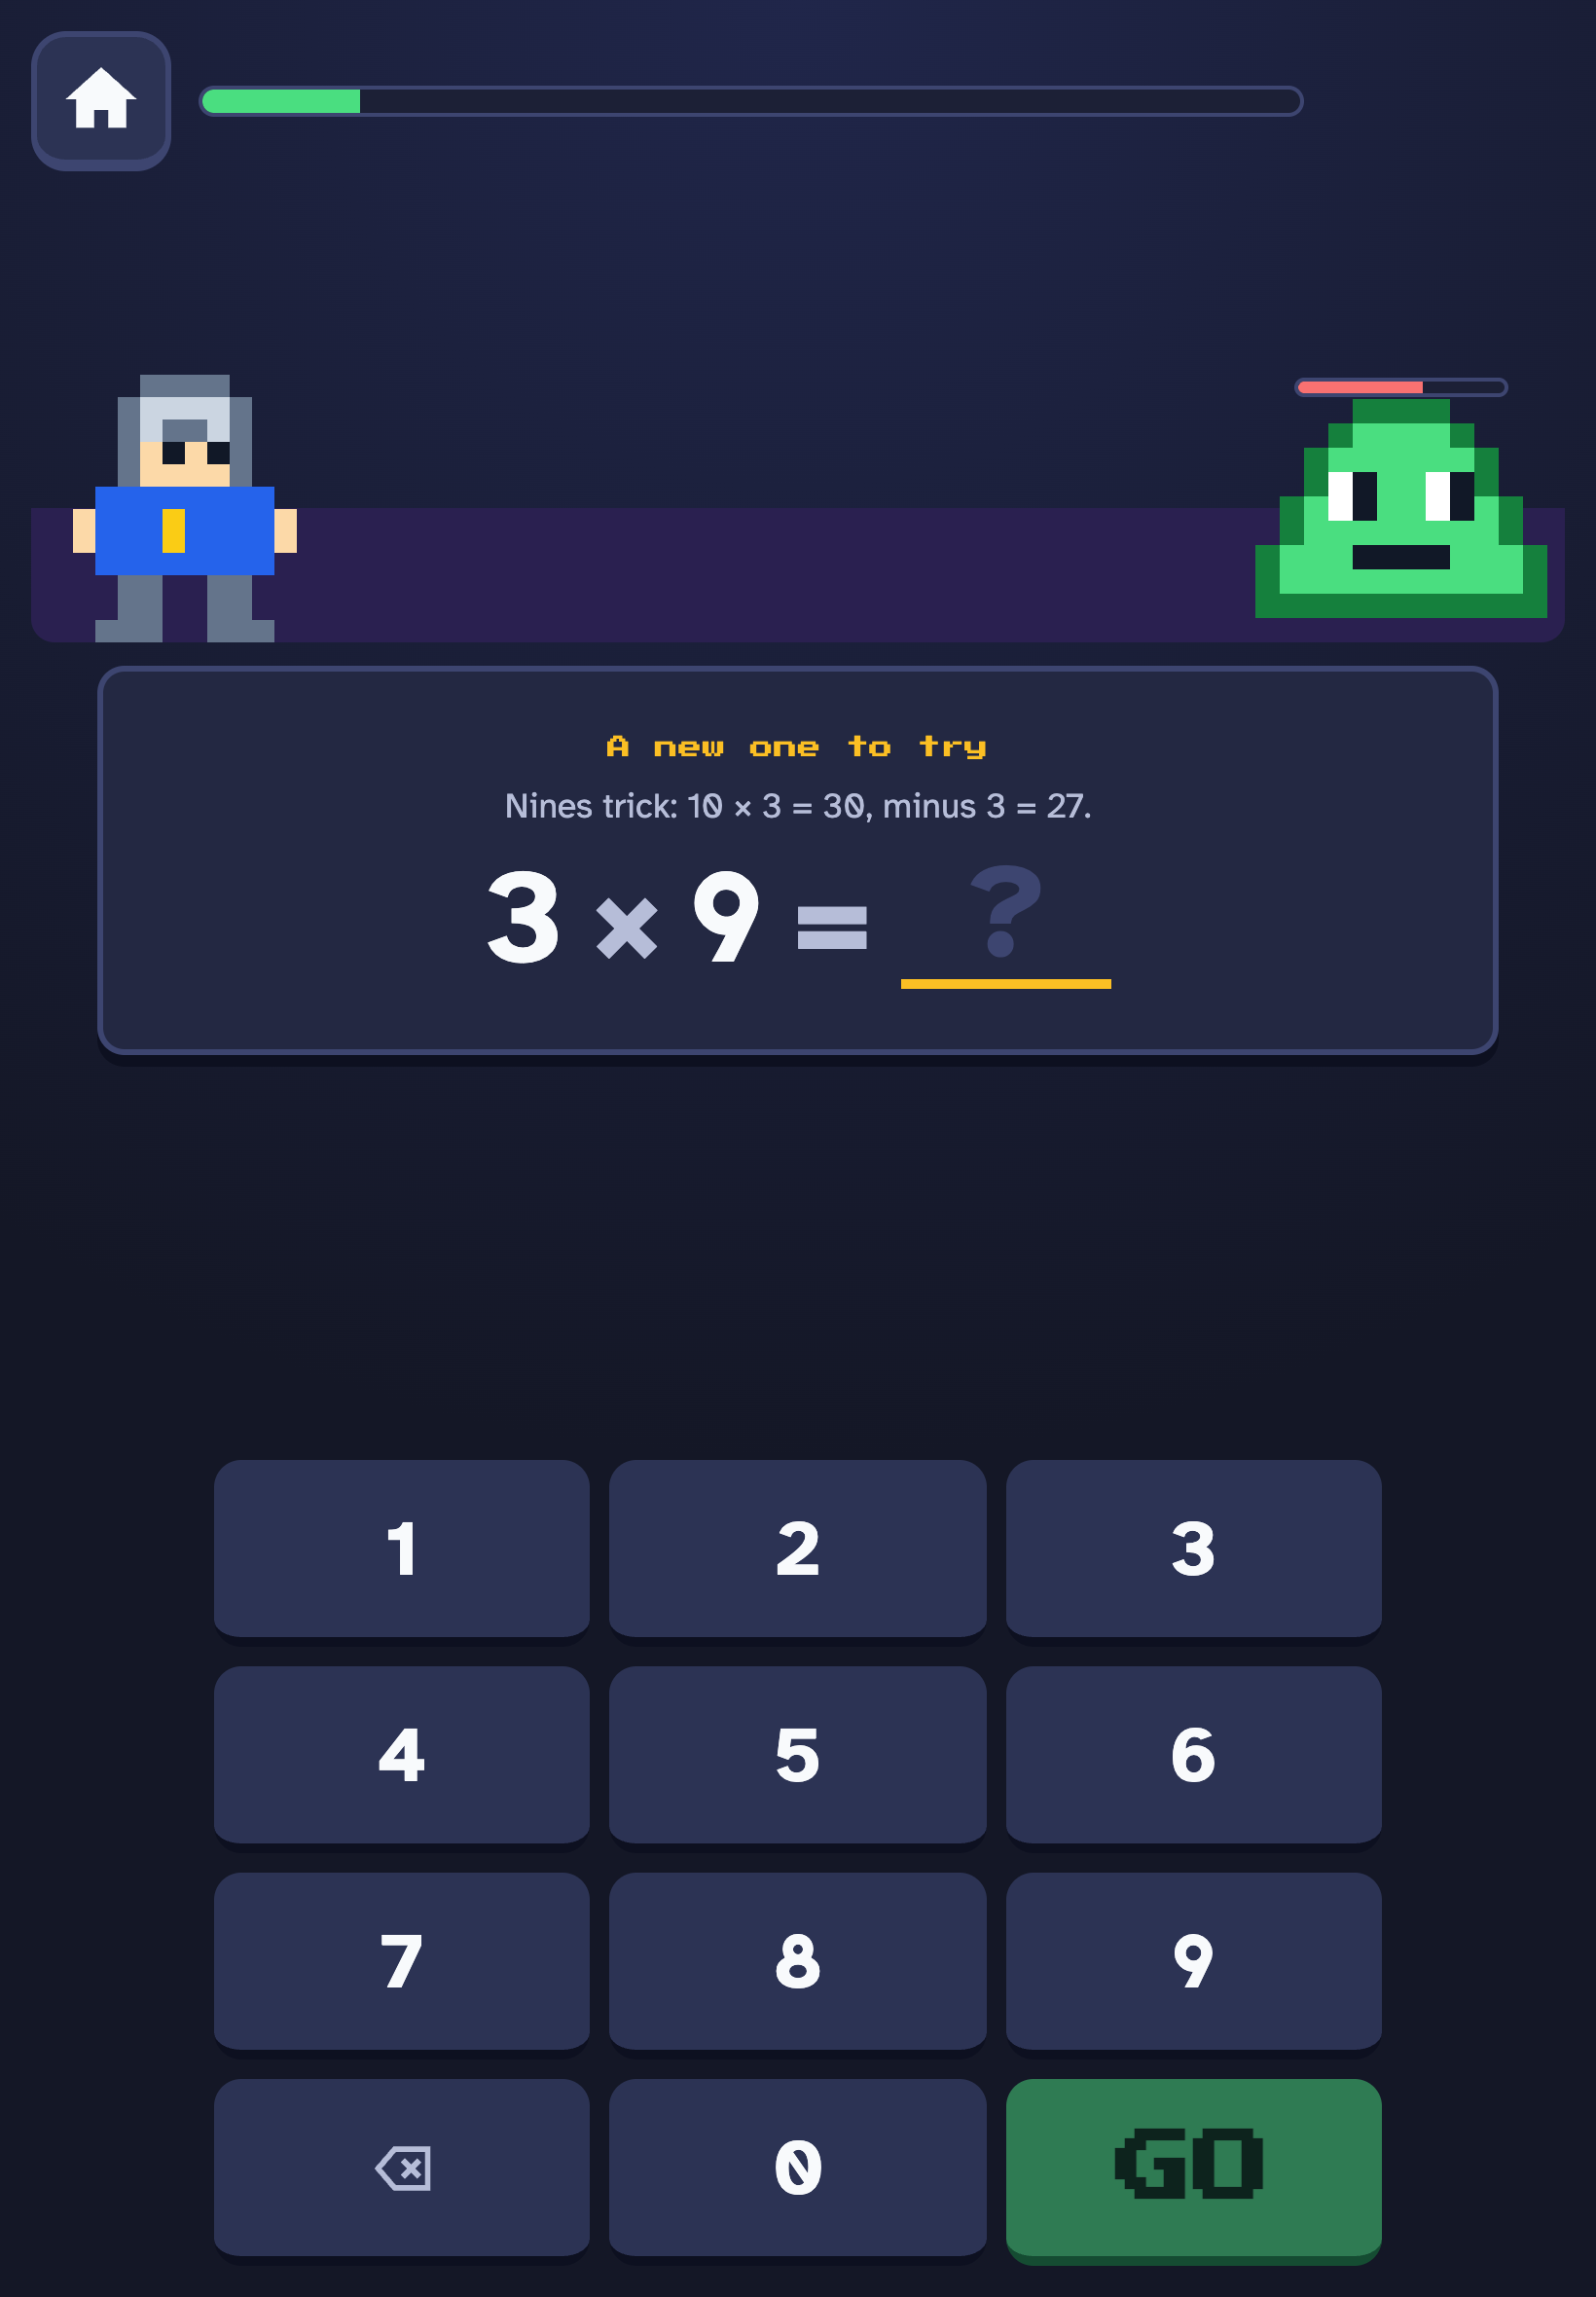 A new one to try
Nines trick: 10 × 3 = 30, minus 3 = 27.
3 × 9 = ?
1 2 3
4 5 6
7 8 9
0 GO